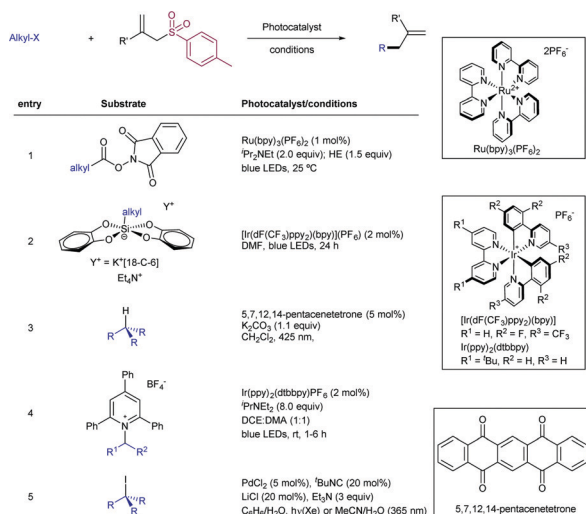 Alkyl-X + R' O S O Photocatalyst conditions R' R
entry Substrate Photocatalyst/conditions
1 alkyl O O N O O Ru(bpy)3(PF6)2 (1 mol%)
iPr2NEt (2.0 equiv); HE (1.5 equiv)
blue LEDs, 25 ºC
2 alkyl Y+ O O Si O O ⊖
Y+ = K+[18-C-6]
Et4N+
[Ir(dF(CF3)ppy2)(bpy)](PF6) (2 mol%)
DMF, blue LEDs, 24 h
3 H R R R 5,7,12,14-pentacenetetrone (5 mol%)
K2CO3 (1.1 equiv)
CH2Cl2, 425 nm,
4 Ph BF4- Ph N+ Ph R1 R2
Ir(ppy)2(dtbbpy)PF6 (2 mol%)
iPrNEt2 (8.0 equiv)
DCE:DMA (1:1)
blue LEDs, rt, 1-6 h
5 I R R R PdCl2 (5 mol%), tBuNC (20 mol%)
LiCl (20 mol%), Et3N (3 equiv)
C6H6/H2O, hγ(Xe) or MeCN/H2O (365 nm)
2PF6-
N N N Ru2+ N N N
Ru(bpy)3(PF6)2
R2 R2 PF6-
R1 N R3
N Ir N
R1 N R2
R3 R2
[Ir(dF(CF3)ppy2)(bpy)]
R1 = H, R2 = F, R3 = CF3
Ir(ppy)2(dtbbpy)
R1 = tBu, R2 = H, R3 = H
O O
O O
5,7,12,14-pentacenetetrone